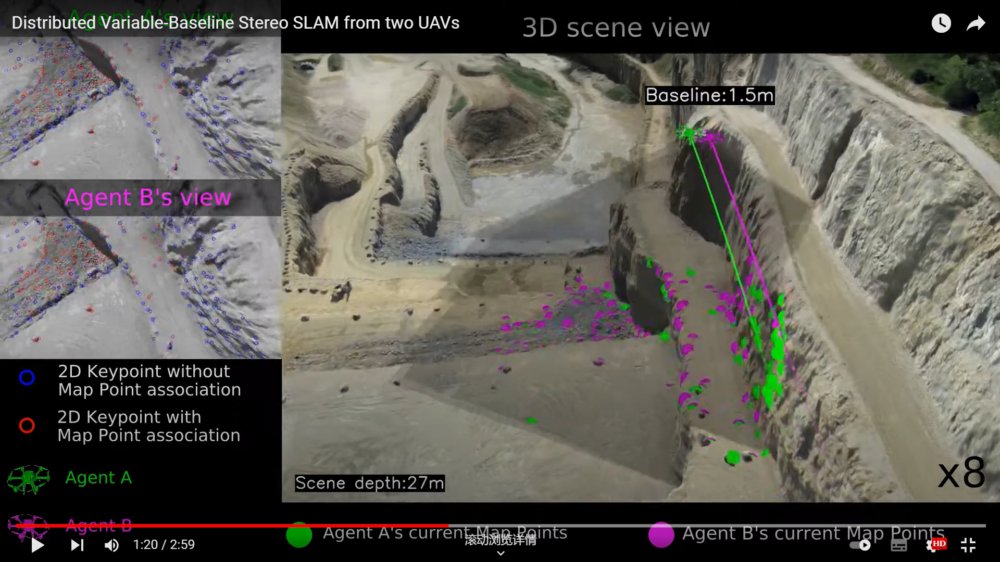 Agent A's view
Distributed Variable-Baseline Stereo SLAM from two UAVs
3D scene view
Baseline:1.5m
Agent B's view
2D Keypoint without
Map Point association
2D Keypoint with
Map Point association
Agent A
Scene depth:27m
x8
Agent B
Agent A's current Map Points
Agent B's current Map Points
滚动浏览详情
1:20 / 2:59
HD